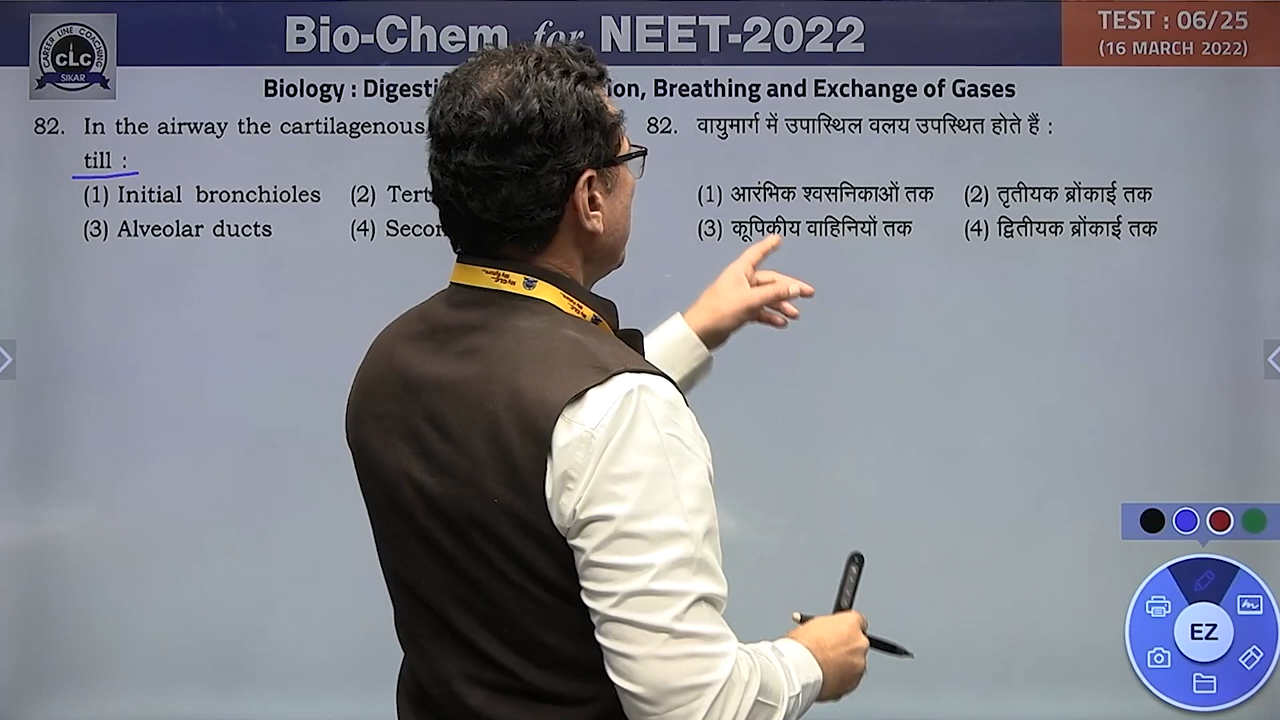 CAREER LINE COACHING
CLC
SIKAR
Bio-Chem for NEET-2022
TEST : 06/25
(16 MARCH 2022)
Biology : Digesti ion, Breathing and Exchange of Gases
82. In the airway the cartilagenous
till :
(1) Initial bronchioles (2) Tert
(3) Alveolar ducts (4) Secon
82. वायुमार्ग में उपास्थिल वलय उपस्थित होते हैं :
(1) आरंभिक श्वसनिकाओं तक (2) तृतीयक ब्रोंकाई तक
(3) कूपिकीय वाहिनियों तक (4) द्वितीयक ब्रोंकाई तक
EZ